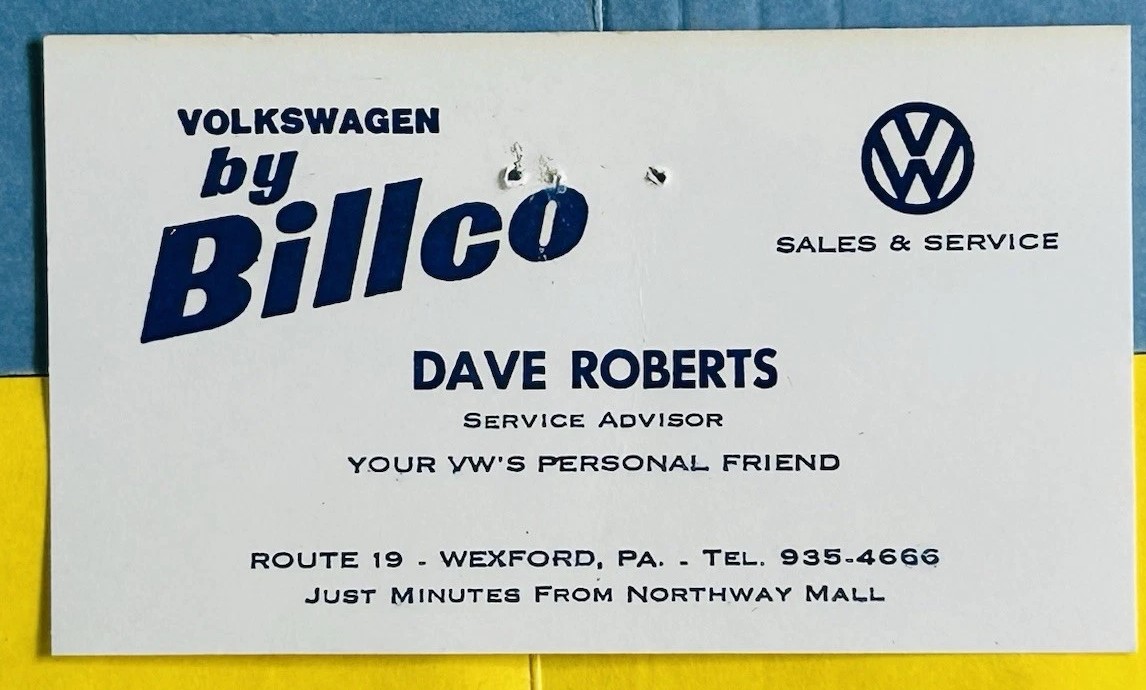 VOLKSWAGEN
by
Billco
VW
SALES & SERVICE
DAVE ROBERTS
SERVICE ADVISOR
YOUR VW'S PERSONAL FRIEND
ROUTE 19 - WEXFORD, PA. - TEL. 935-4666
JUST MINUTES FROM NORTHWAY MALL